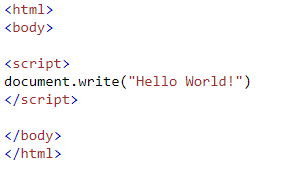 <html>
<body>
<script>
document.write("Hello World!")
</script>
</body>
</html>